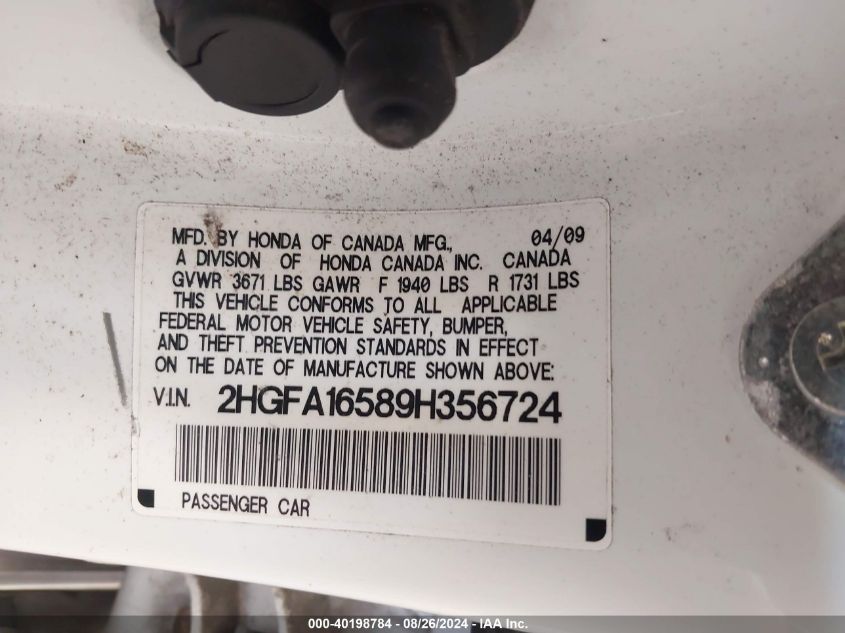 MFD. BY HONDA OF CANADA MFG., 04/09
A DIVISION OF HONDA CANADA INC. CANADA
GVWR 3671 LBS GAWR F 1940 LBS R 1731 LBS
THIS VEHICLE CONFORMS TO ALL APPLICABLE
FEDERAL MOTOR VEHICLE SAFETY, BUMPER,
AND THEFT PREVENTION STANDARDS IN EFFECT
ON THE DATE OF MANUFACTURE SHOWN ABOVE:
V.I.N. 2HGFA16589H356724
PASSENGER CAR
000-40198784 - 08/26/2024 - IAA Inc.